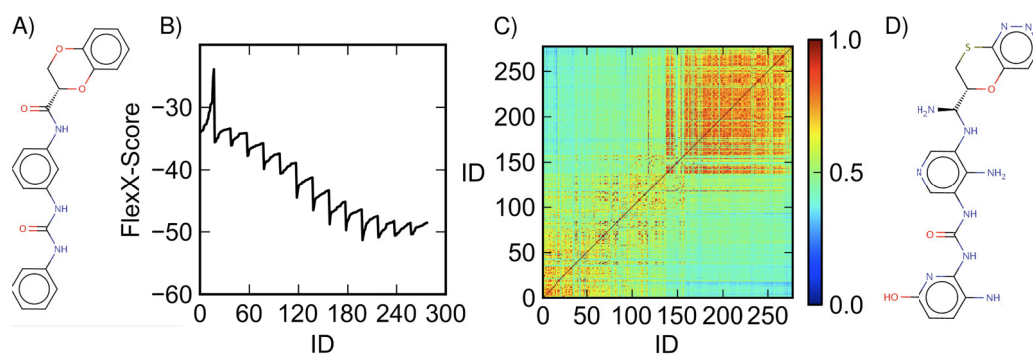 A)
O
O
O
NH
NH
O
NH
B)
FlexX-Score
−30
−40
−50
−60
0 60 120 180 240 300
ID
C)
ID
250
200
150
100
50
0
0 50 100 150 200 250
ID
1.0
0.5
0.0
D)
N N
S
O
H₂N
NH
N
NH₂
NH
O
NH
N
HO
NH